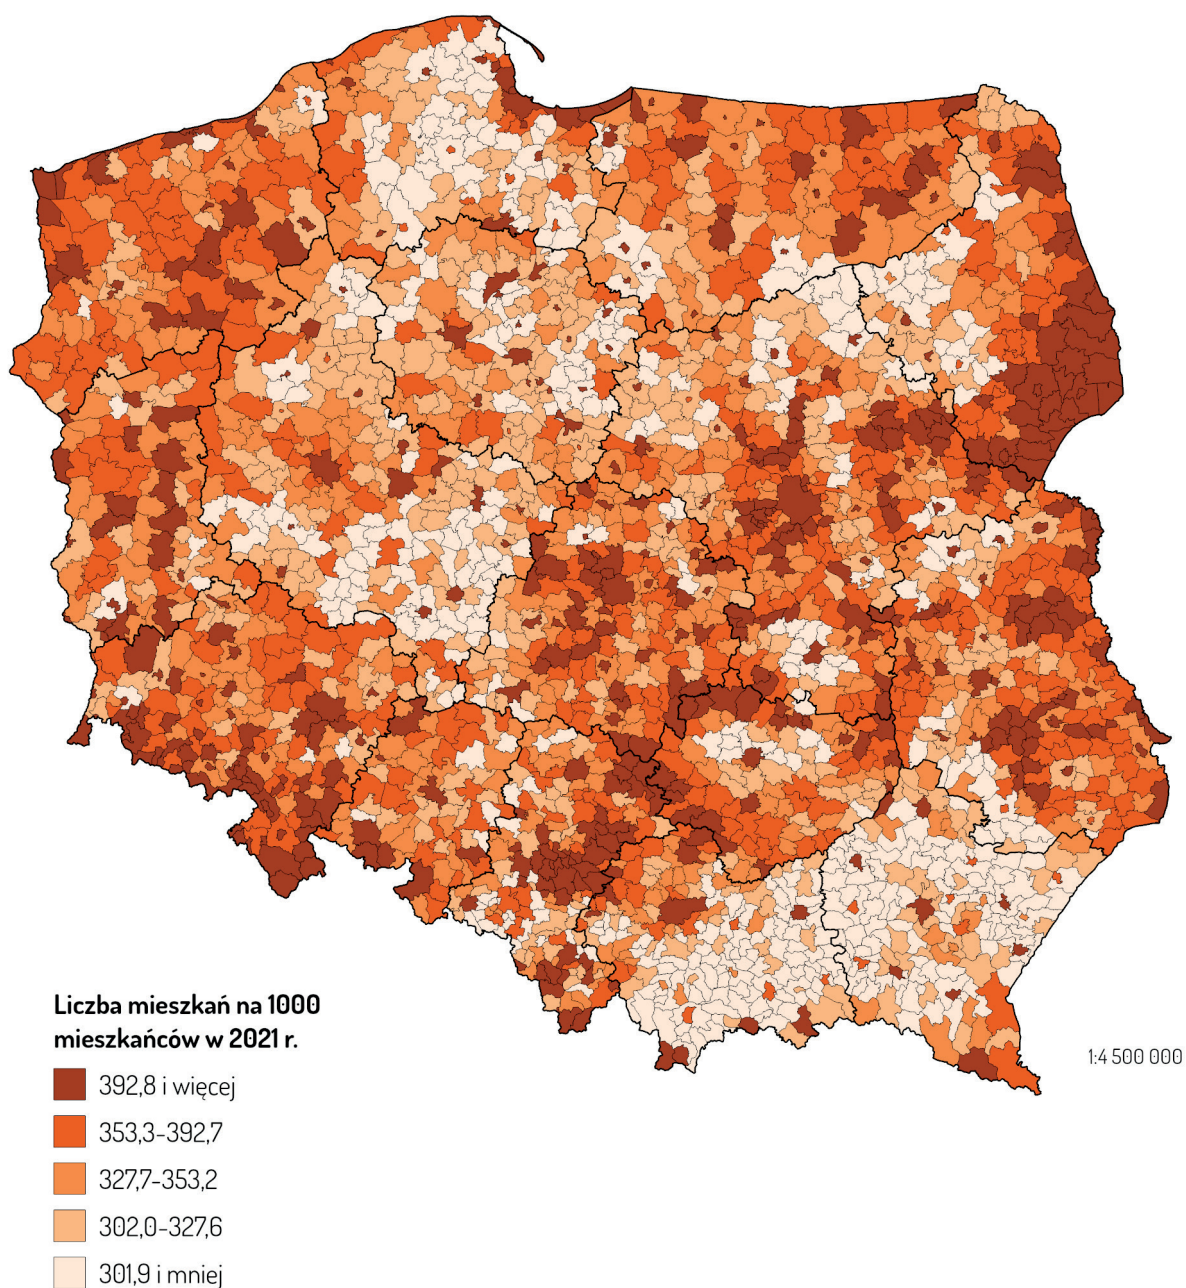 Liczba mieszkań na 1000
mieszkańców w 2021 r.
392,8 i więcej
353,3–392,7
327,7–353,2
302,0–327,6
301,9 i mniej
1:4 500 000